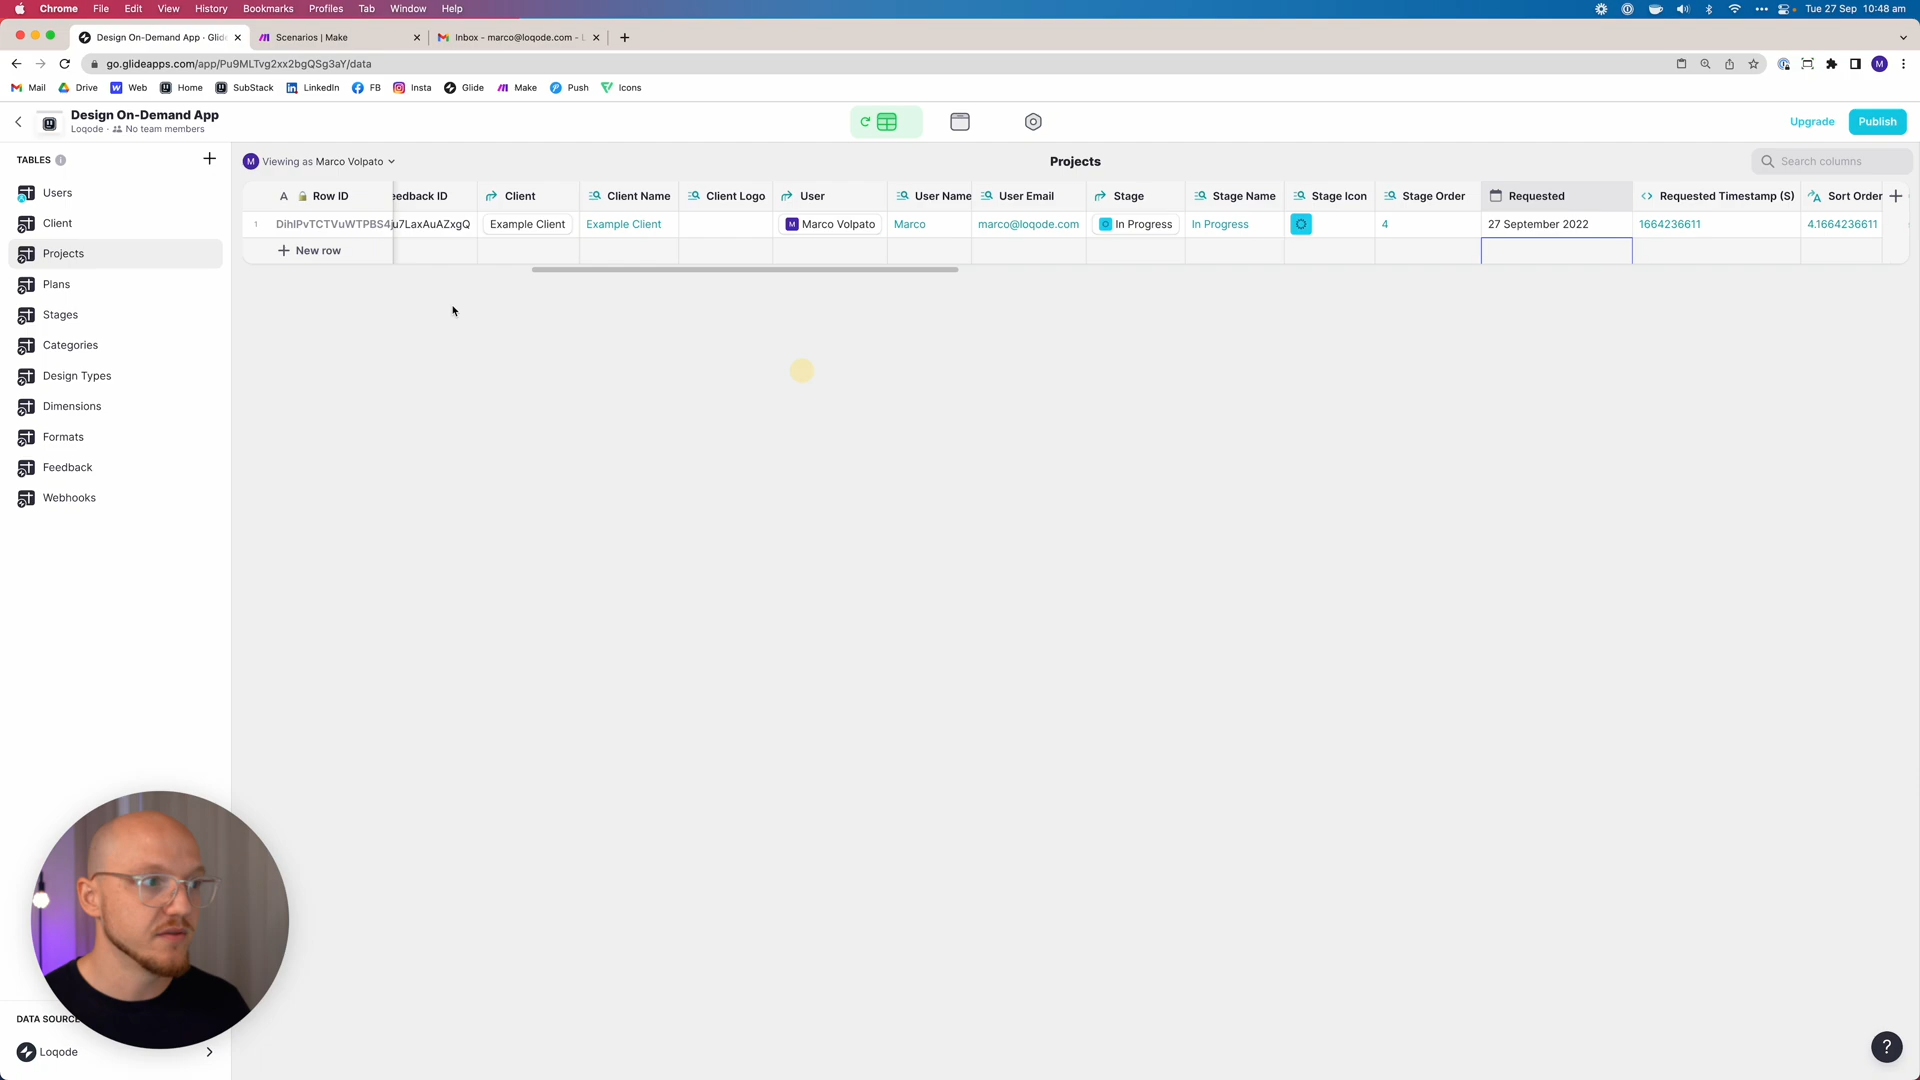 Chrome File Edit View History Bookmarks Profiles Tab Window Help Tue 27 Sep 10:48 am
Design On-Demand App · Glid Scenarios | Make Inbox - marco@loqode.com - L
go.glideapps.com/app/Pu9MLTvg2xx2bgQSg3aY/data
Mail Drive Web Home SubStack LinkedIn FB Insta Glide Make Push Icons
Design On-Demand App
Loqode · No team members
Upgrade Publish
TABLES
Viewing as Marco Volpato
Projects
Search columns
Row ID eedback ID Client Client Name Client Logo User User Name User Email Stage Stage Name Stage Icon Stage Order Requested Requested Timestamp (S) Sort Order
1 DihlPvTCTVuWTPBS4 u7LaxAuAZxgQ Example Client Example Client Marco Volpato Marco marco@loqode.com In Progress In Progress 4 27 September 2022 1664236611 4.1664236611
New row
Users
Client
Projects
Plans
Stages
Categories
Design Types
Dimensions
Formats
Feedback
Webhooks
DATA SOURC
Loqode
?